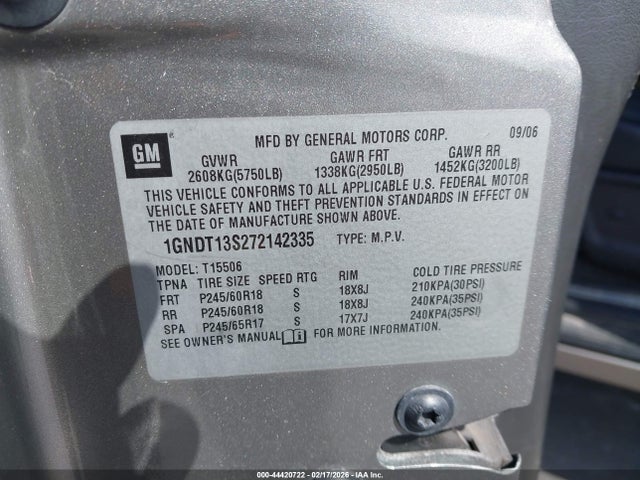 GM
MFD BY GENERAL MOTORS CORP. 09/06
GVWR GAWR FRT GAWR RR
2608KG(5750LB) 1338KG(2950LB) 1452KG(3200LB)
THIS VEHICLE CONFORMS TO ALL APPLICABLE U.S. FEDERAL MOTOR
VEHICLE SAFETY AND THEFT PREVENTION STANDARDS IN EFFECT ON
THE DATE OF MANUFACTURE SHOWN ABOVE.
1GNDT13S272142335 TYPE: M.P.V.
MODEL: T15506
TPNA TIRE SIZE SPEED RTG RIM COLD TIRE PRESSURE
FRT P245/60R18 S 18X8J 210KPA(30PSI)
RR P245/60R18 S 18X8J 240KPA(35PSI)
SPA P245/65R17 S 17X7J 240KPA(35PSI)
SEE OWNER'S MANUAL FOR MORE INFORMATION.
000-44420722 - 02/17/2026 - IAA, Inc.